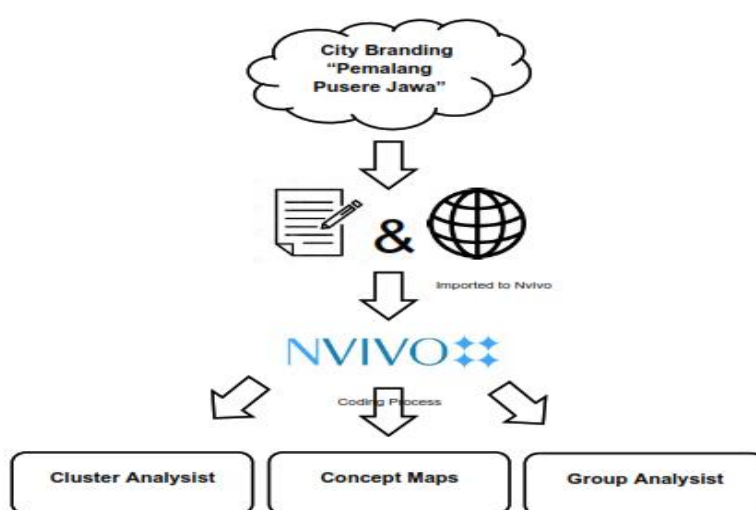 City Branding
“Pemalang
Pusere Jawa”
&
Imported to Nvivo
NVIVO
Coding Process
Cluster Analysist
Concept Maps
Group Analysist